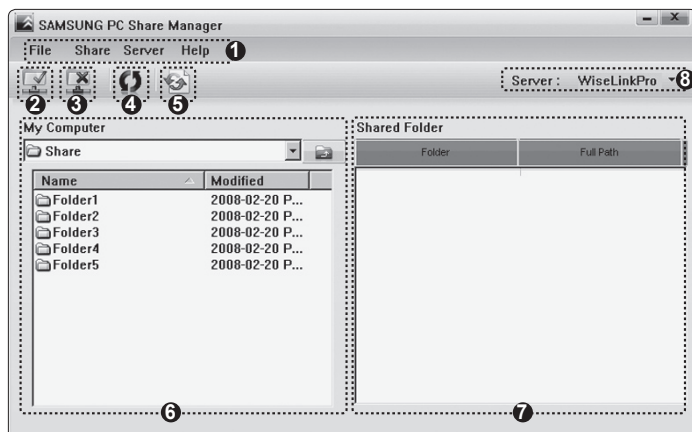 SAMSUNG PC Share Manager
File Share Server Help 1
2 3 4 5
Server : WiseLinkPro 8
My Computer
Share
Name Modified
Folder1 2008-02-20 P...
Folder2 2008-02-20 P...
Folder3 2008-02-20 P...
Folder4 2008-02-20 P...
Folder5 2008-02-20 P...
6
Shared Folder
Folder Full Path
7